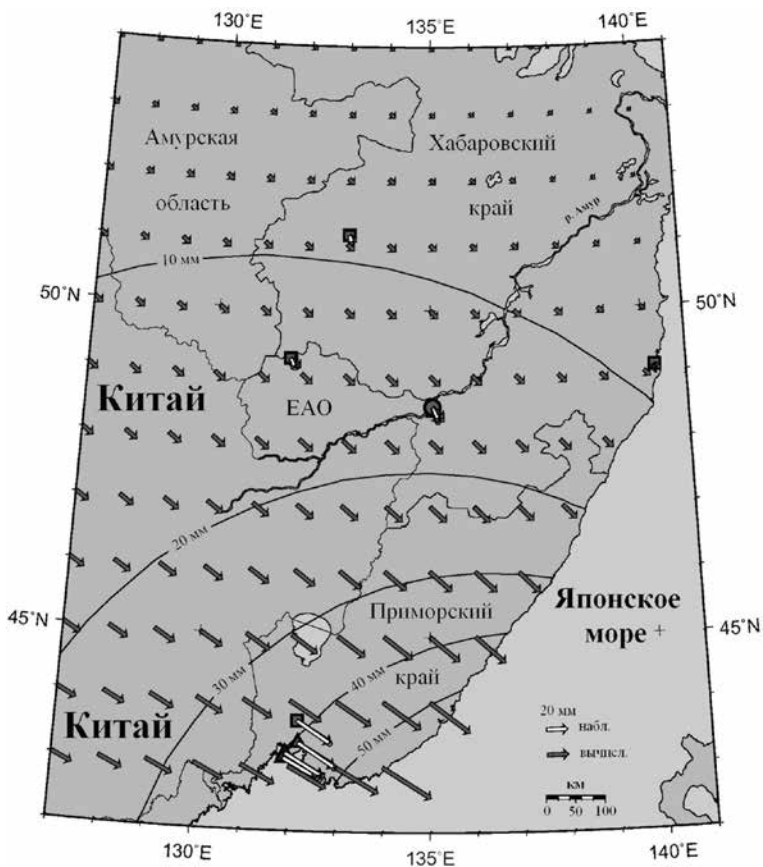 130°E 135°E 140°E
Амурская
область
Хабаровский
край
р. Амур
10 мм
50°N 50°N
Китай
ЕАО
20 мм
Приморский
край
Японское
море
45°N 45°N
30 мм
40 мм
50 мм
Китай
20 мм
набл.
вычисл.
км
0 50 100
130°E 135°E 140°E